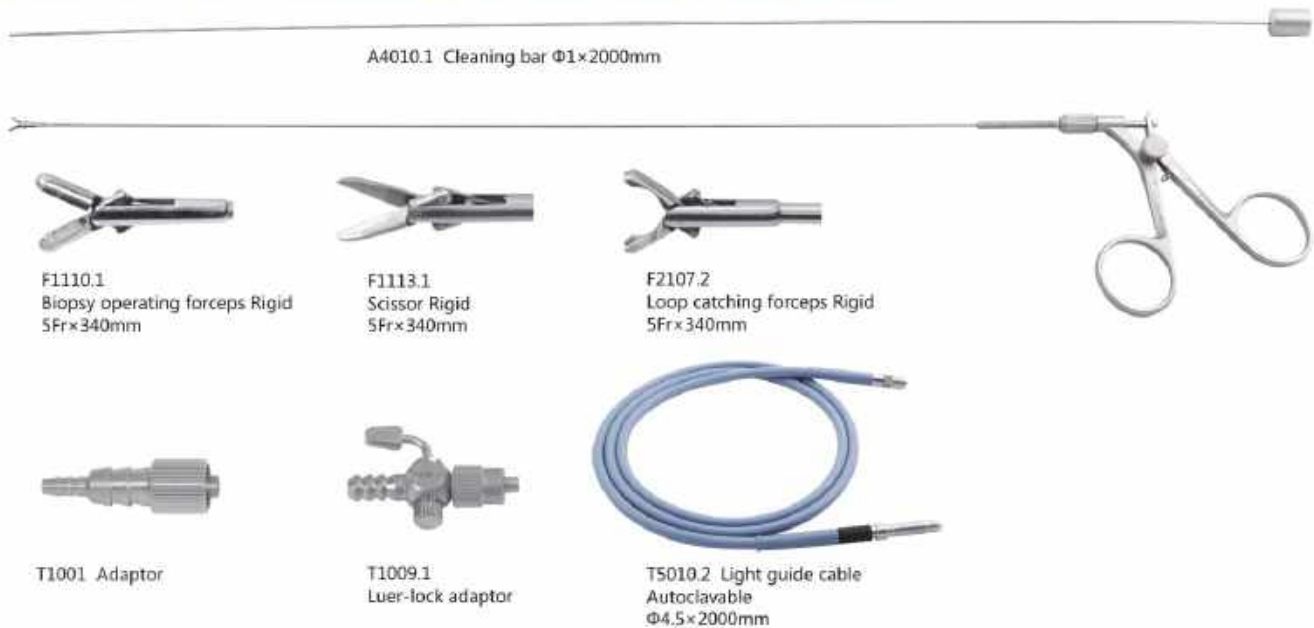 A4010.1 Cleaning bar Φ1×2000mm
F1110.1
Biopsy operating forceps Rigid
5Fr×340mm
F1113.1
Scissor Rigid
5Fr×340mm
F2107.2
Loop catching forceps Rigid
5Fr×340mm
T1001 Adaptor
T1009.1
Luer-lock adaptor
T5010.2 Light guide cable
Autoclavable
Φ4.5×2000mm